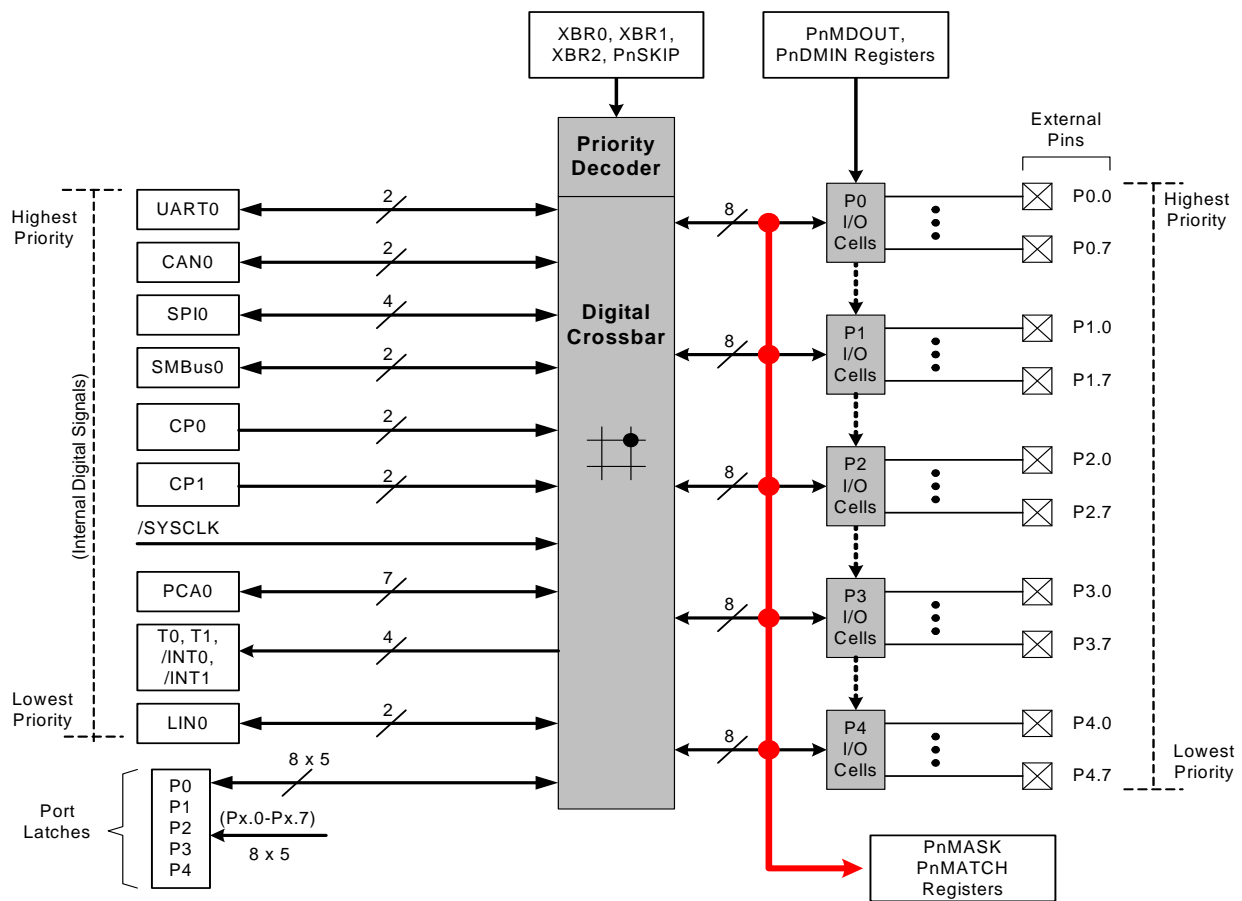 XBR0, XBR1,
XBR2, PnSKIP
PnMDOUT,
PnDMIN Registers
External
Pins
Priority
Decoder
Digital
Crossbar
Highest
Priority
(Internal Digital Signals)
Lowest
Priority
UART0
2
CAN0
2
SPI0
4
SMBus0
2
CP0
2
CP1
2
/SYSCLK
PCA0
7
T0, T1,
/INT0,
/INT1
4
LIN0
2
Port
Latches
P0
P1
P2
P3
P4
8 x 5
(Px.0-Px.7)
8 x 5
8
P0
I/O
Cells
P0.0
P0.7
8
P1
I/O
Cells
P1.0
P1.7
8
P2
I/O
Cells
P2.0
P2.7
8
P3
I/O
Cells
P3.0
P3.7
8
P4
I/O
Cells
P4.0
P4.7
Highest
Priority
Lowest
Priority
PnMASK
PnMATCH
Registers